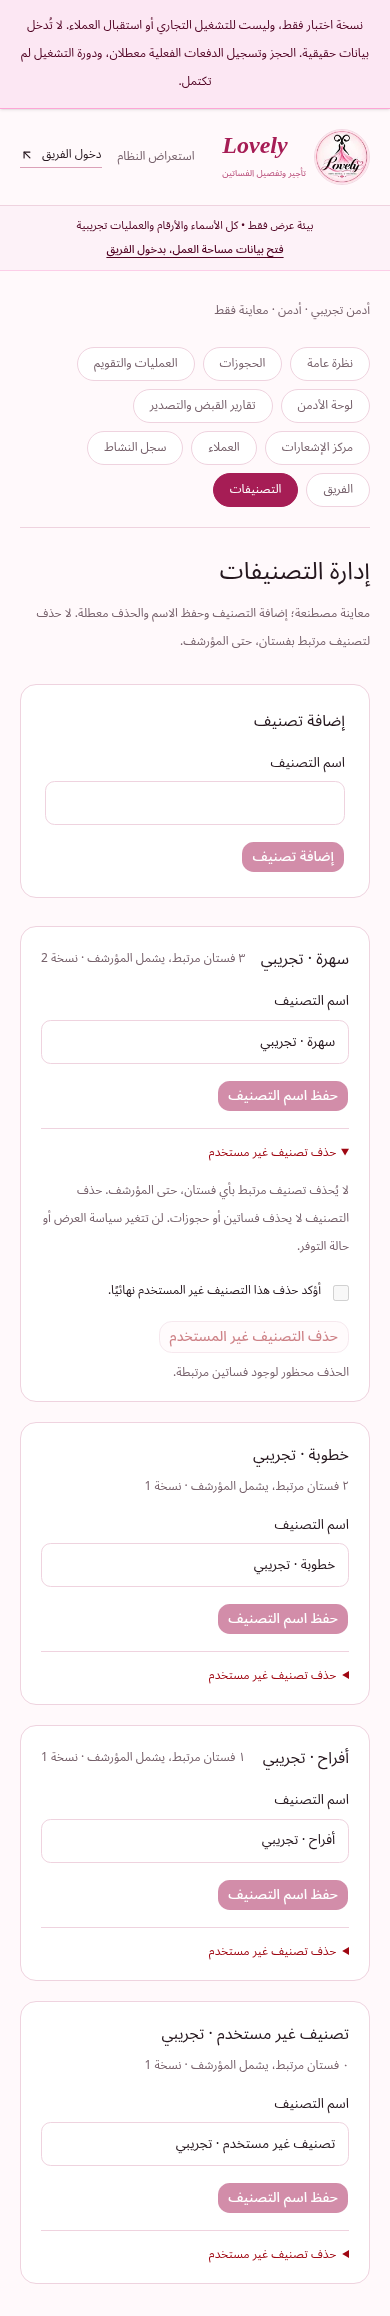 نسخة اختبار فقط، وليست للتشغيل التجاري أو استقبال العملاء. لا تُدخل
بيانات حقيقية. الحجز وتسجيل الدفعات الفعلية معطلان، ودورة التشغيل لم
تكتمل.
Lovely
Lovely
تأجير وتفصيل الفساتين
استعراض النظام
دخول الفريق
بيئة عرض فقط • كل الأسماء والأرقام والعمليات تجريبية
فتح بيانات مساحة العمل، بدخول الفريق
أدمن تجريبي · أدمن · معاينة فقط
نظرة عامة
الحجوزات
العمليات والتقويم
لوحة الأدمن
تقارير القبض والتصدير
مركز الإشعارات
العملاء
سجل النشاط
الفريق
التصنيفات
إدارة التصنيفات
معاينة مصطنعة؛ إضافة التصنيف وحفظ الاسم والحذف معطلة. لا حذف
لتصنيف مرتبط بفستان، حتى المؤرشف.
إضافة تصنيف
اسم التصنيف
إضافة تصنيف
سهرة · تجريبي
٣ فستان مرتبط، يشمل المؤرشف · نسخة 2
اسم التصنيف
سهرة · تجريبي
حفظ اسم التصنيف
حذف تصنيف غير مستخدم
لا يُحذف تصنيف مرتبط بأي فستان، حتى المؤرشف. حذف
التصنيف لا يحذف فساتين أو حجوزات. لن تتغير سياسة العرض أو
حالة التوفر.
أؤكد حذف هذا التصنيف غير المستخدم نهائيًا.
حذف التصنيف غير المستخدم
الحذف محظور لوجود فساتين مرتبطة.
خطوبة · تجريبي
٢ فستان مرتبط، يشمل المؤرشف · نسخة 1
اسم التصنيف
خطوبة · تجريبي
حفظ اسم التصنيف
حذف تصنيف غير مستخدم
أفراح · تجريبي
١ فستان مرتبط، يشمل المؤرشف · نسخة 1
اسم التصنيف
أفراح · تجريبي
حفظ اسم التصنيف
حذف تصنيف غير مستخدم
تصنيف غير مستخدم · تجريبي
٠ فستان مرتبط، يشمل المؤرشف · نسخة 1
اسم التصنيف
تصنيف غير مستخدم · تجريبي
حفظ اسم التصنيف
حذف تصنيف غير مستخدم